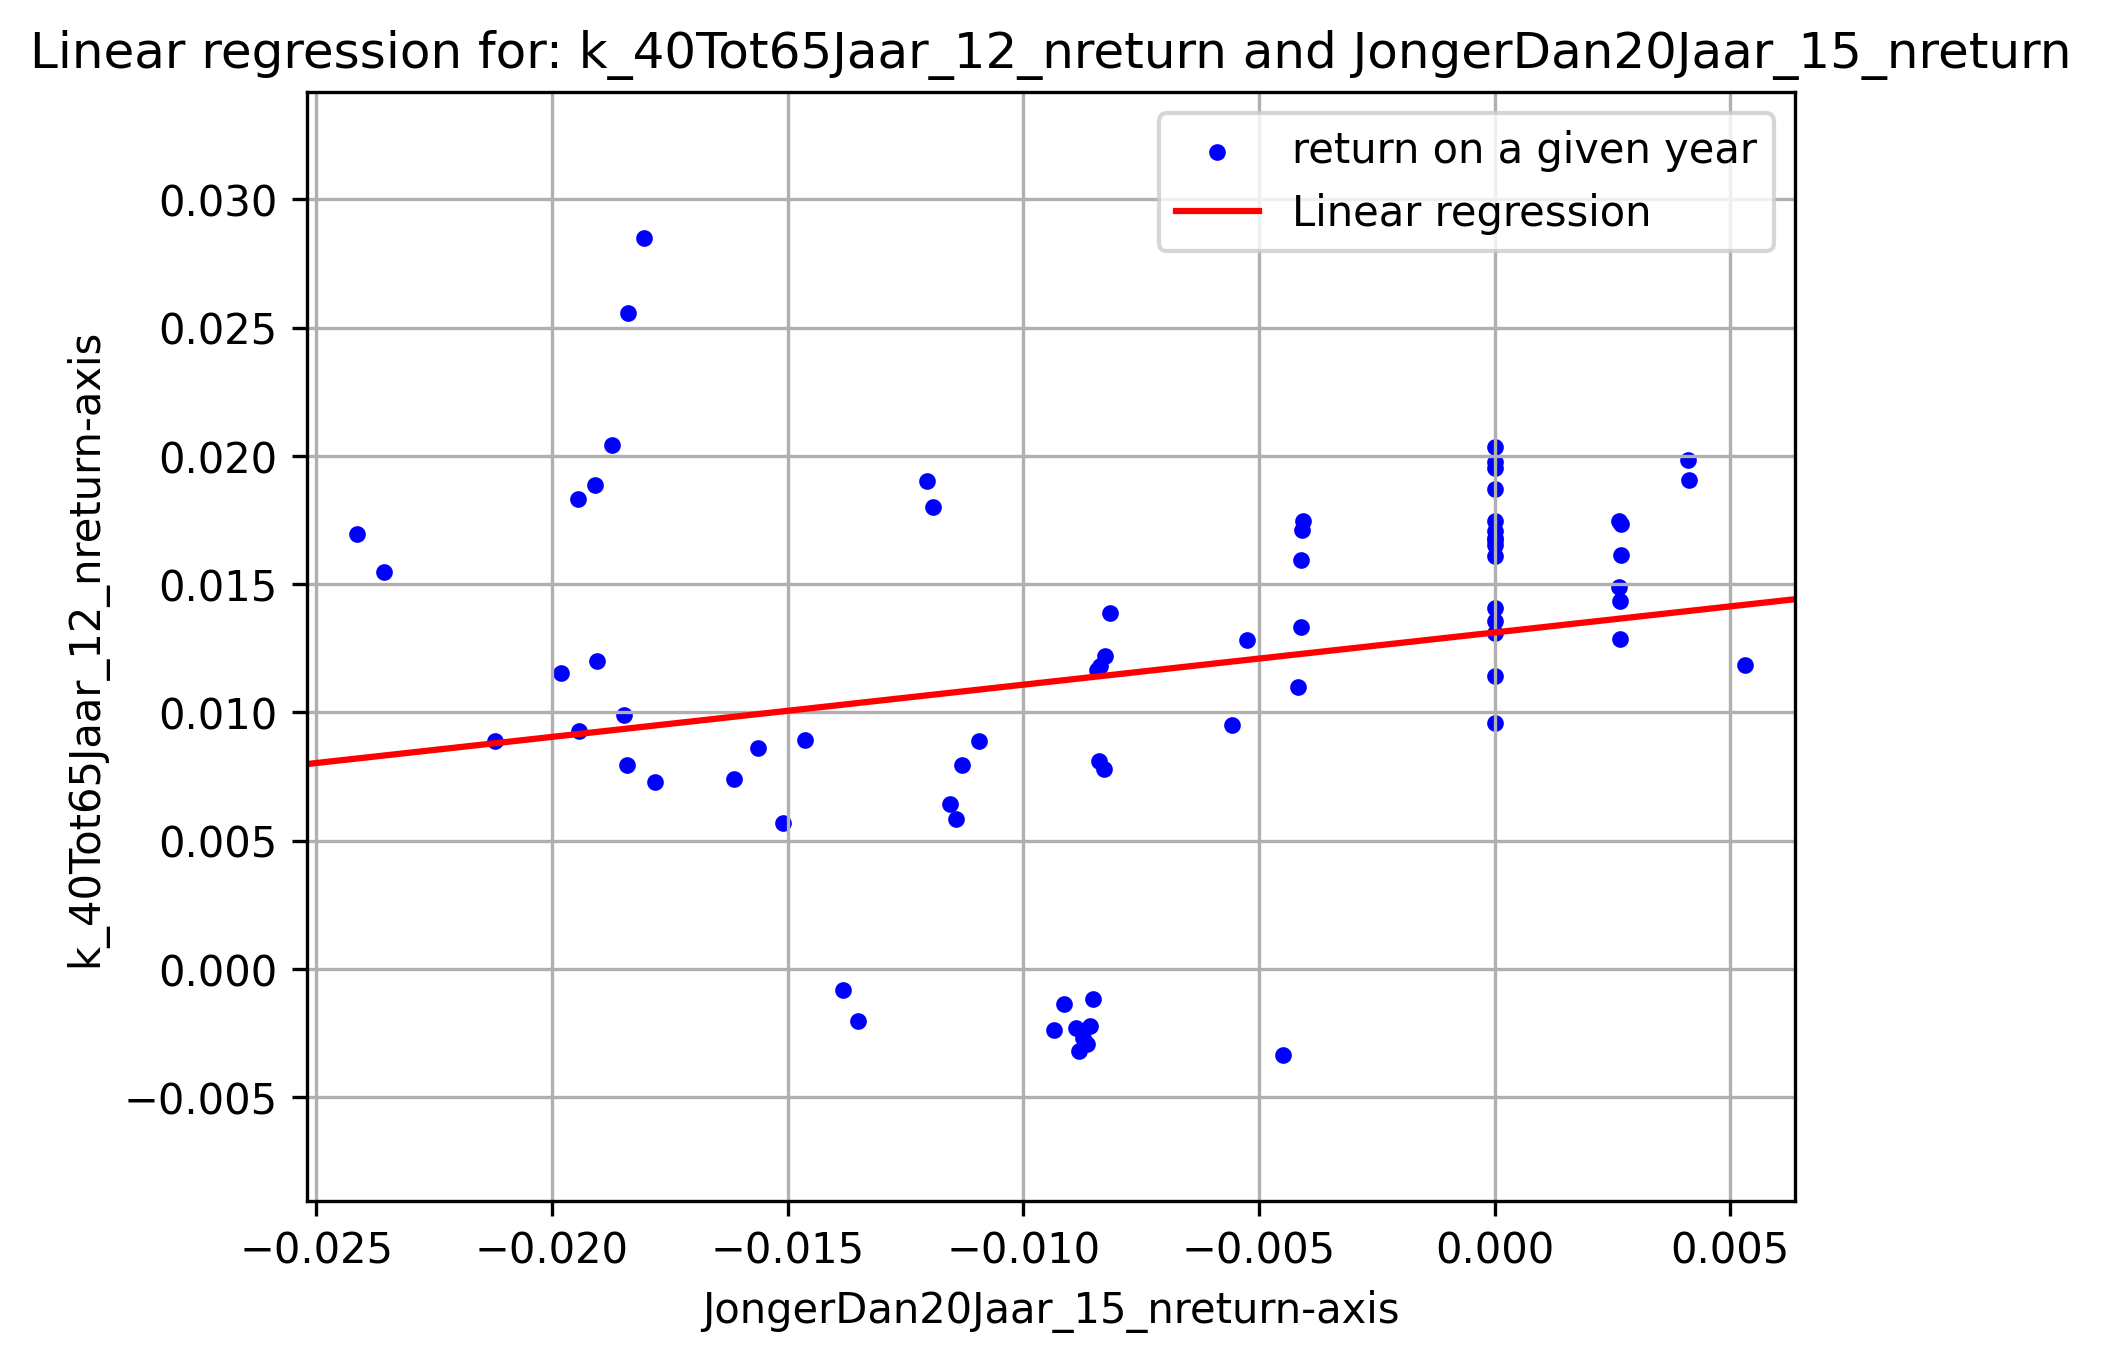 Linear regression for: k_40Tot65Jaar_12_nreturn and JongerDan20Jaar_15_nreturn
return on a given year
Linear regression
k_40Tot65Jaar_12_nreturn-axis
0.030
0.025
0.020
0.015
0.010
0.005
0.000
−0.005
−0.025 −0.020 −0.015 −0.010 −0.005 0.000 0.005
JongerDan20Jaar_15_nreturn-axis